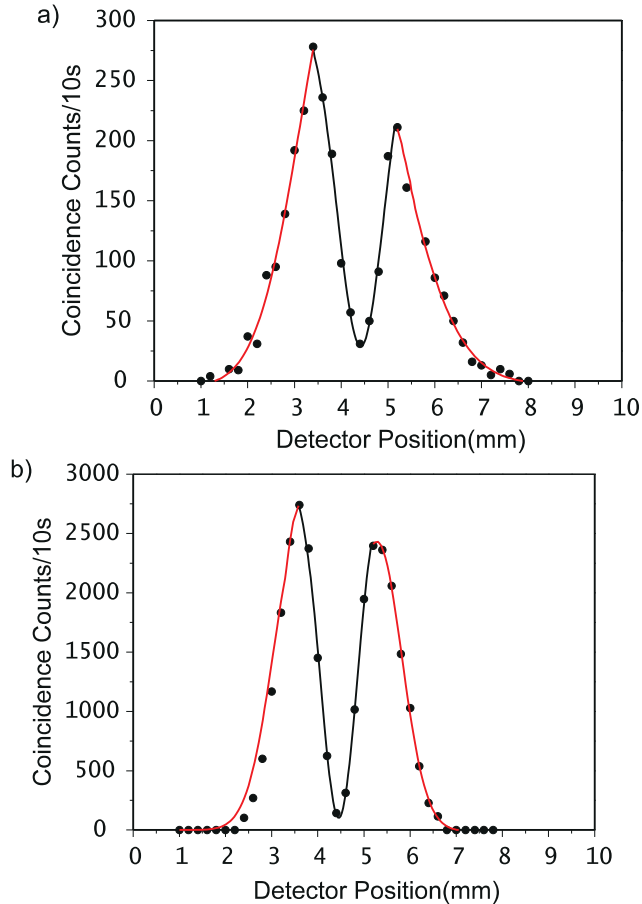 a)
Coincidence Counts/10s
300
250
200
150
100
50
0
0 1 2 3 4 5 6 7 8 9 10
Detector Position(mm)
b)
Coincidence Counts/10s
3000
2500
2000
1500
1000
500
0
0 1 2 3 4 5 6 7 8 9 10
Detector Position(mm)